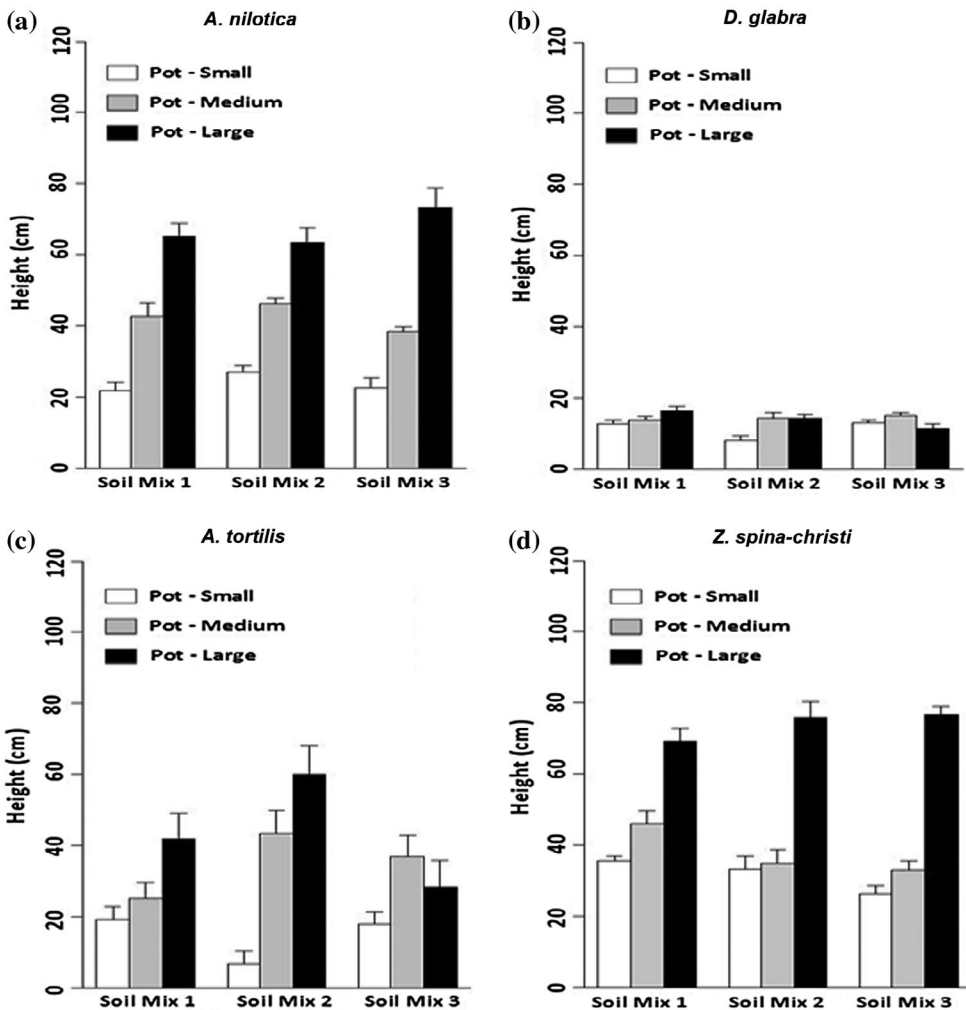 (a)
A. nilotica
Height (cm)
0 20 40 60 80 100 120
Pot - Small
Pot - Medium
Pot - Large
Soil Mix 1 Soil Mix 2 Soil Mix 3
(b)
D. glabra
Height (cm)
0 20 40 60 80 100 120
Pot - Small
Pot - Medium
Pot - Large
Soil Mix 1 Soil Mix 2 Soil Mix 3
(c)
A. tortilis
Height (cm)
0 20 40 60 80 100 120
Pot - Small
Pot - Medium
Pot - Large
Soil Mix 1 Soil Mix 2 Soil Mix 3
(d)
Z. spina-christi
Height (cm)
0 20 40 60 80 100 120
Pot - Small
Pot - Medium
Pot - Large
Soil Mix 1 Soil Mix 2 Soil Mix 3